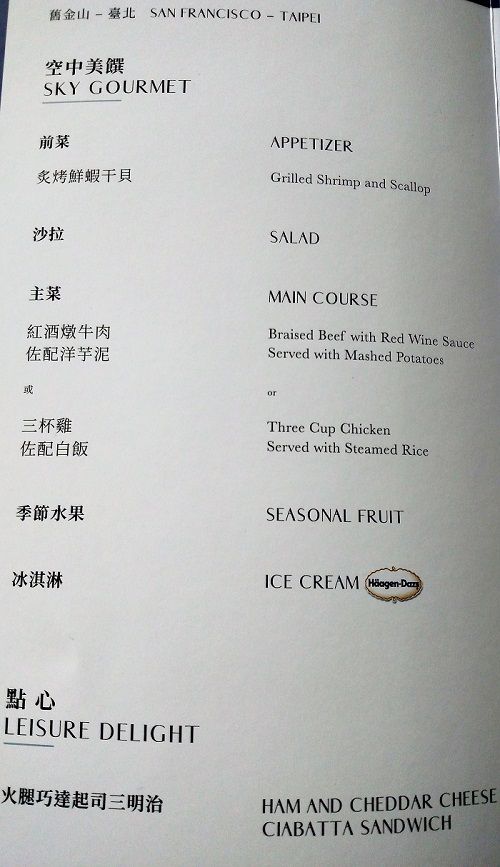 舊金山 – 臺北 SAN FRANCISCO – TAIPEI
空中美饌
SKY GOURMET
前菜 APPETIZER
炙烤鮮蝦干貝 Grilled Shrimp and Scallop
沙拉 SALAD
主菜 MAIN COURSE
紅酒燉牛肉 Braised Beef with Red Wine Sauce
佐配洋芋泥 Served with Mashed Potatoes
或 or
三杯雞 Three Cup Chicken
佐配白飯 Served with Steamed Rice
季節水果 SEASONAL FRUIT
冰淇淋 ICE CREAM Häagen-Dazs
點心
LEISURE DELIGHT
火腿巧達起司三明治 HAM AND CHEDDAR CHEESE
CIABATTA SANDWICH